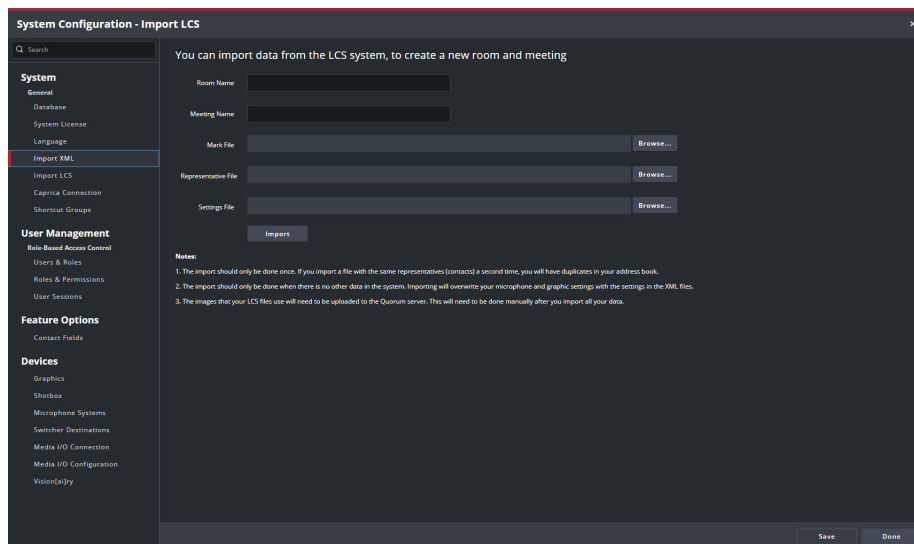 System Configuration - Import LCS
×
Search
System
General
Database
System License
Language
Import XML
Import LCS
Caprica Connection
Shortcut Groups
User Management
Role-Based Access Control
Users & Roles
Roles & Permissions
User Sessions
Feature Options
Contact Fields
Devices
Graphics
Shotbox
Microphone Systems
Switcher Destinations
Media I/O Connection
Media I/O Configuration
Vision[ai]ry
You can import data from the LCS system, to create a new room and meeting
Room Name
Meeting Name
Mark File Browse...
Representative File Browse...
Settings File Browse...
Import
Notes:
1. The import should only be done once. If you import a file with the same representatives (contacts) a second time, you will have duplicates in your address book.
2. The import should only be done when there is no other data in the system. Importing will overwrite your microphone and graphic settings with the settings in the XML files.
3. The images that your LCS files use will need to be uploaded to the Quorum server. This will need to be done manually after you import all your data.
Save Done